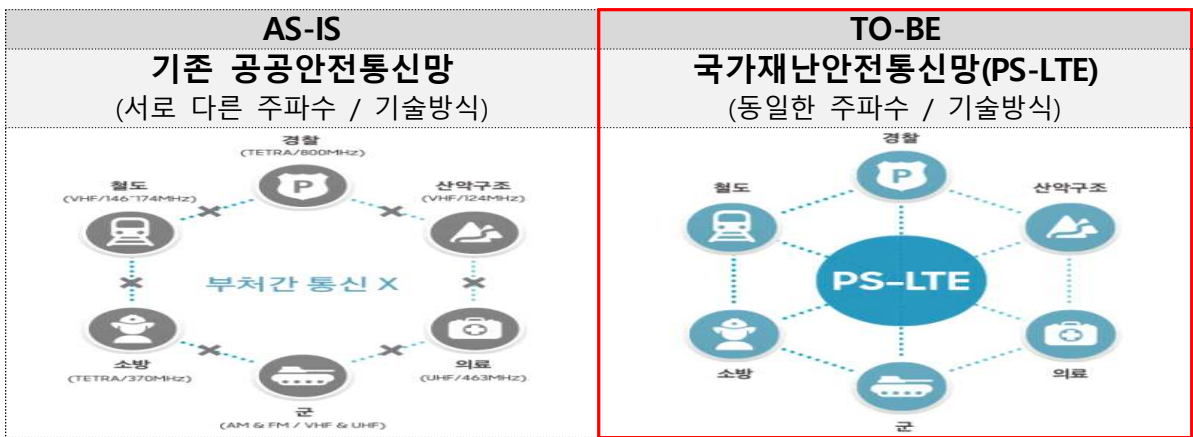 AS-IS
기존 공공안전통신망
(서로 다른 주파수 / 기술방식)
경찰
(TETRA/800MHz)
철도
(VHF/146~174MHz)
산악구조
(VHF/124MHz)
P
부처간 통신 X
소방
(TETRA/370MHz)
의료
(UHF/463MHz)
군
(AM & FM / VHF & UHF)
TO-BE
국가재난안전통신망(PS-LTE)
(동일한 주파수 / 기술방식)
경찰
P
철도
산악구조
PS-LTE
소방
의료
군